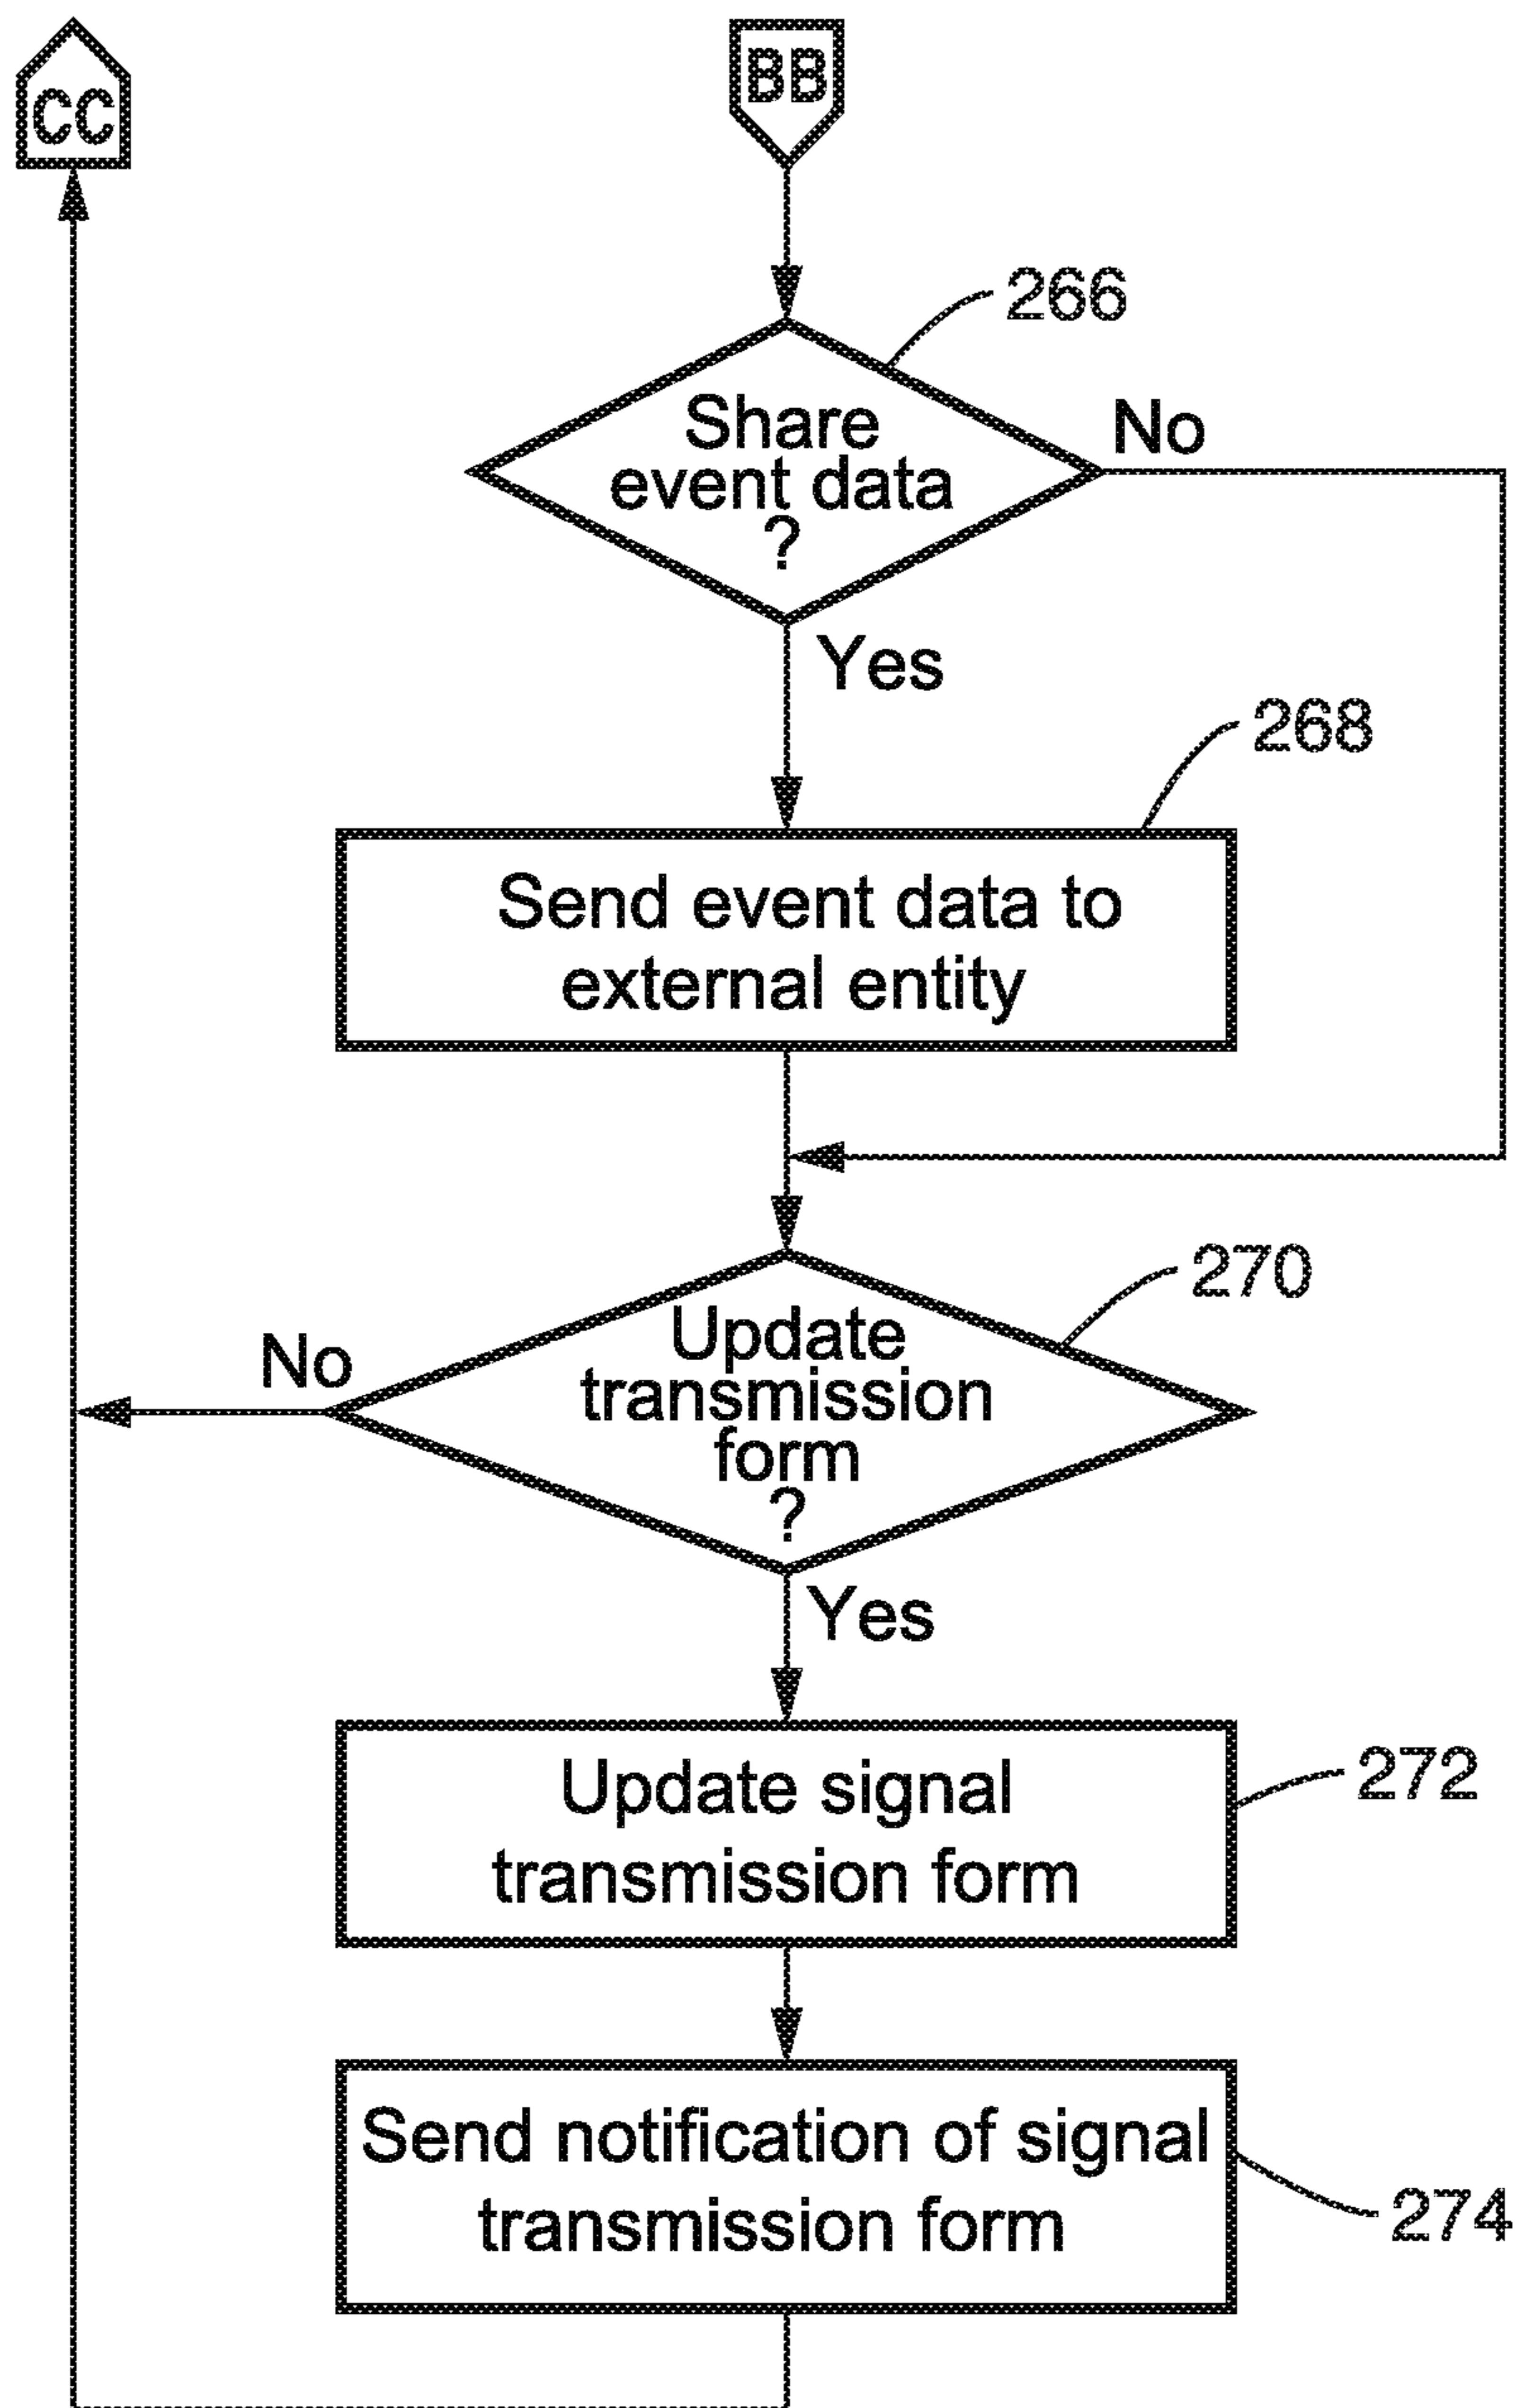 CC
BB
266
Share
event data
?
No
Yes
268
Send event data to
external entity
270
Update
transmission
form
?
No
Yes
272
Update signal
transmission form
Send notification of signal
transmission form
274